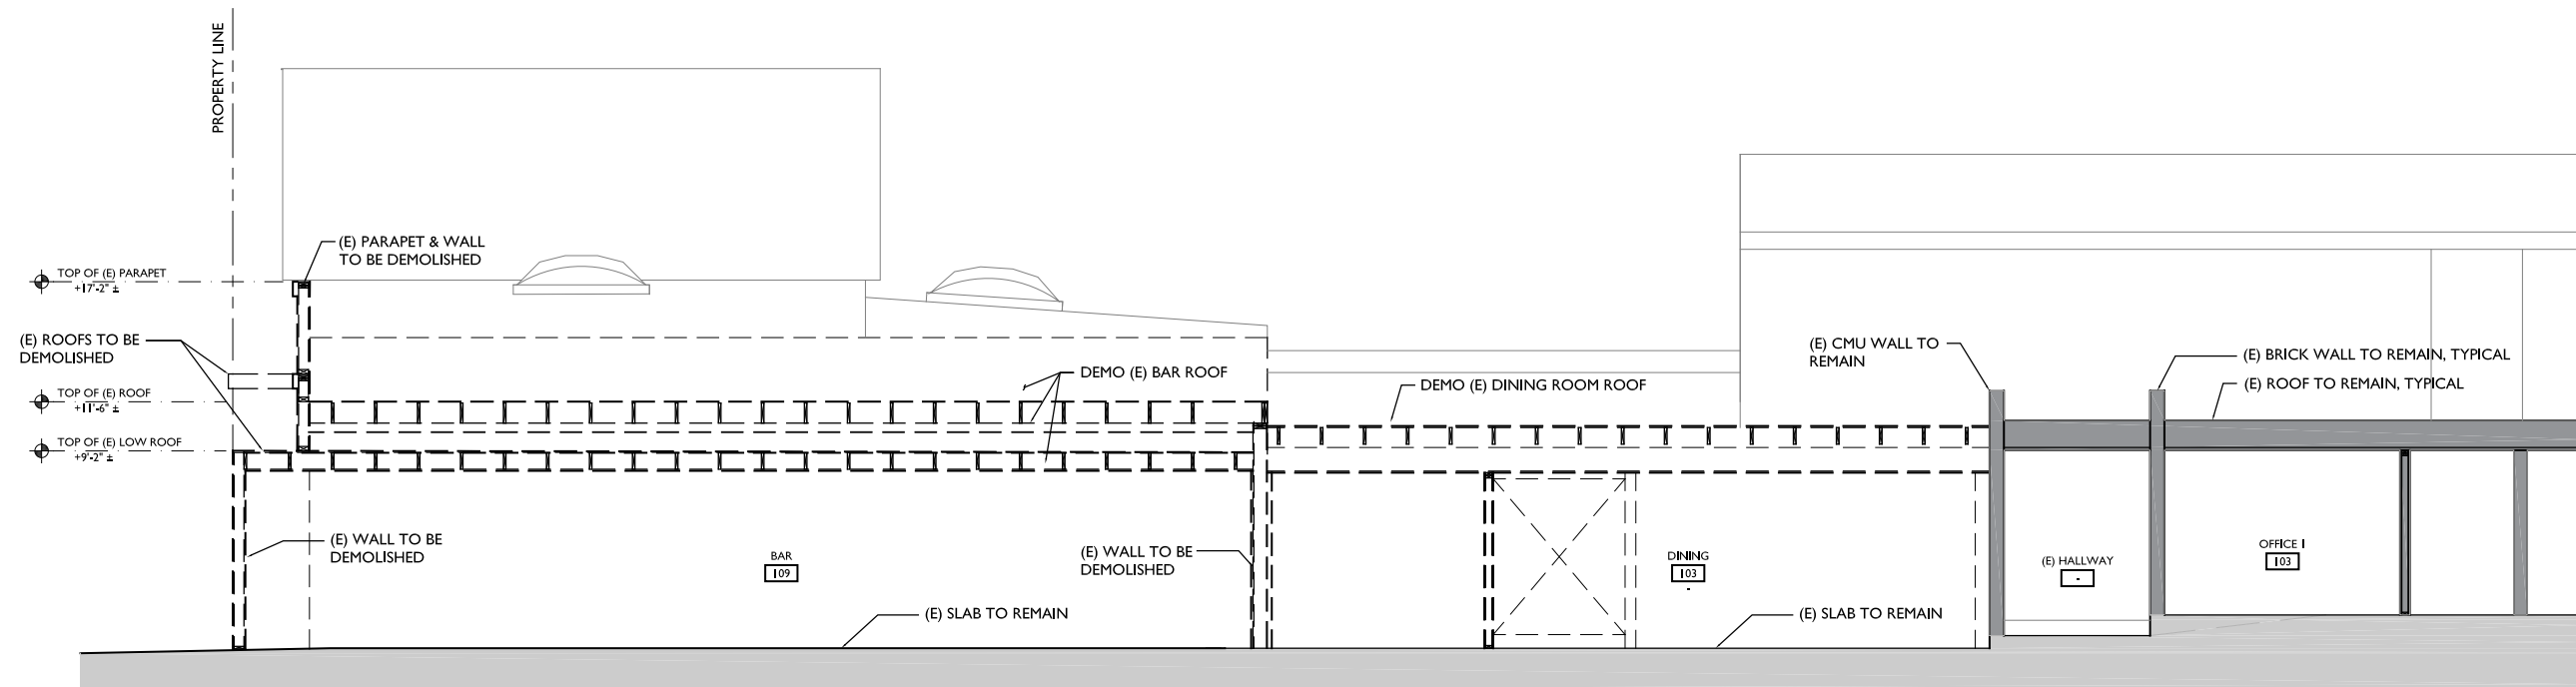 PROPERTY LINE
(E) PARAPET & WALL
TO BE DEMOLISHED
TOP OF (E) PARAPET
+17'-2" ±
(E) ROOFS TO BE
DEMOLISHED
TOP OF (E) ROOF
+11'-6" ±
TOP OF (E) LOW ROOF
+9'-2" ±
DEMO (E) BAR ROOF
DEMO (E) DINING ROOM ROOF
(E) CMU WALL TO
REMAIN
(E) BRICK WALL TO REMAIN, TYPICAL
(E) ROOF TO REMAIN, TYPICAL
(E) WALL TO BE
DEMOLISHED
BAR
109
(E) WALL TO BE
DEMOLISHED
DINING
103
-
(E) HALLWAY
-
OFFICE 1
103
(E) SLAB TO REMAIN
(E) SLAB TO REMAIN